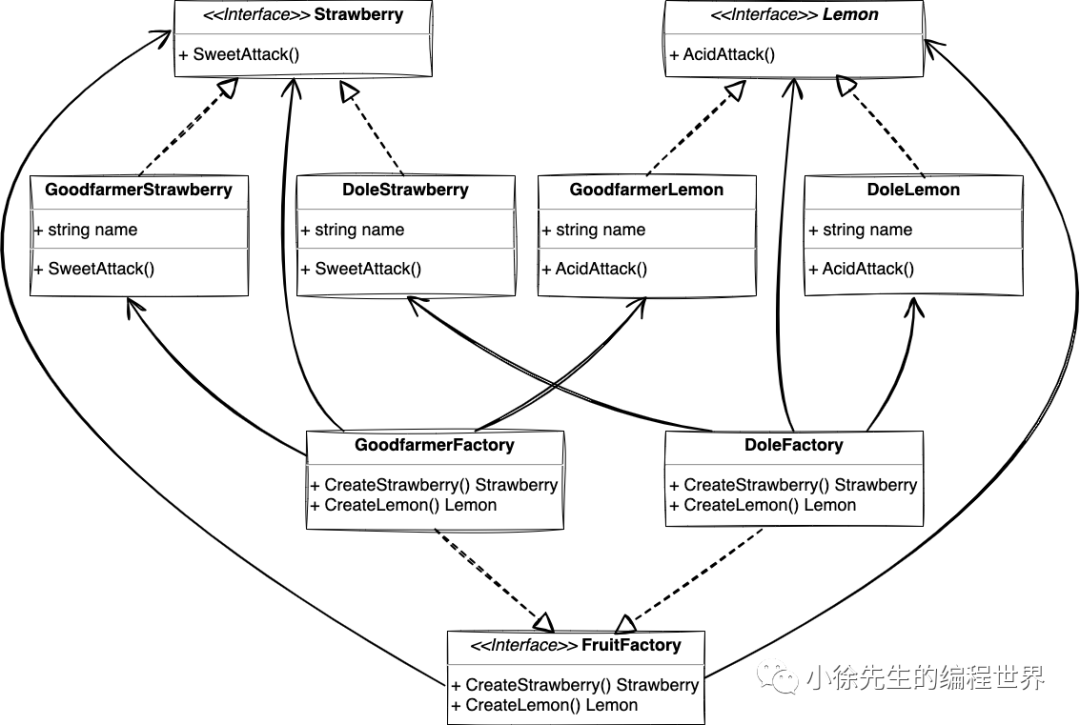 <<Interface>> Strawberry
+ SweetAttack()
<<Interface>> Lemon
+ AcidAttack()
GoodfarmerStrawberry
+ string name
+ SweetAttack()
DoleStrawberry
+ string name
+ SweetAttack()
GoodfarmerLemon
+ string name
+ AcidAttack()
DoleLemon
+ string name
+ AcidAttack()
GoodfarmerFactory
+ CreateStrawberry() Strawberry
+ CreateLemon() Lemon
DoleFactory
+ CreateStrawberry() Strawberry
+ CreateLemon() Lemon
<<Interface>> FruitFactory
+ CreateStrawberry() Strawberry
+ CreateLemon() Lemon
小徐先生的编程世界